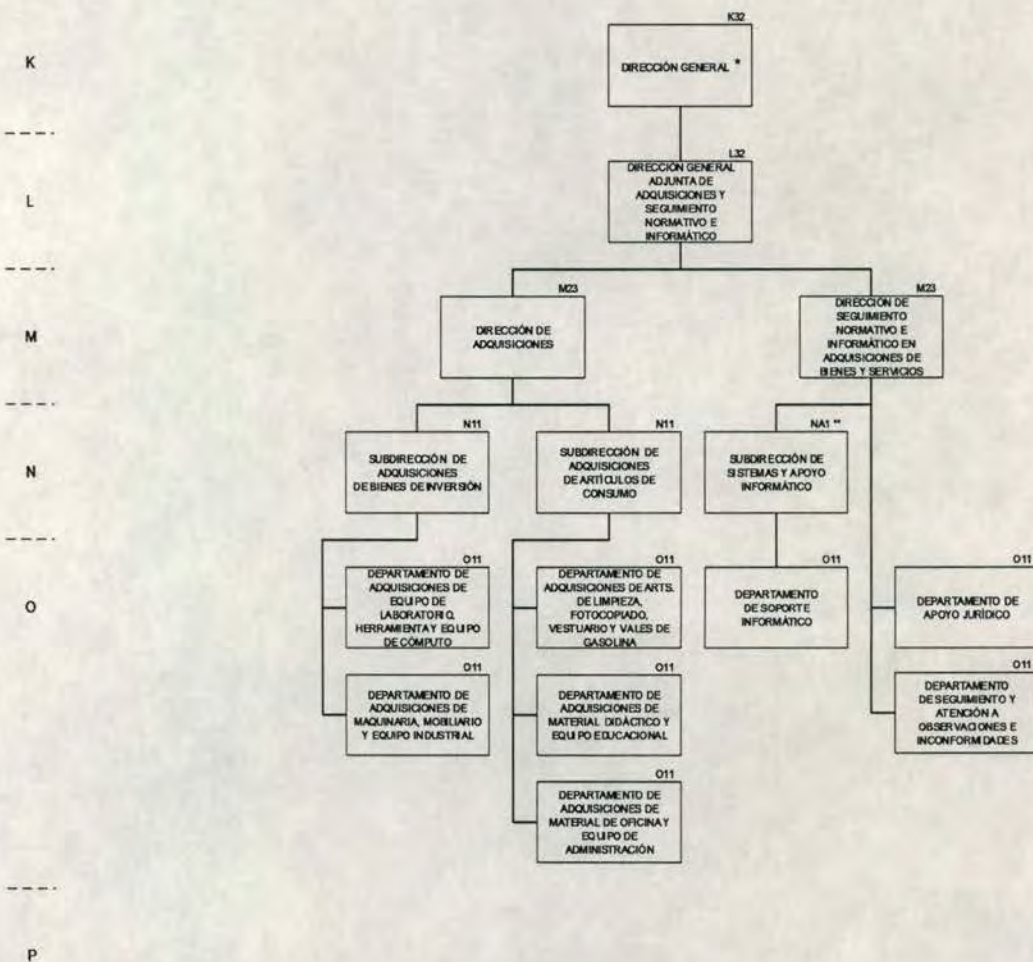 K32
K
DIRECCIÓN GENERAL *
L32
L
DIRECCIÓN GENERAL
ADJUNTA DE
ADQUISICIONES Y
SEGUIMIENTO
NORMATIVO E
INFORMÁTICO
M
M23
DIRECCIÓN DE
ADQUISICIONES
M23
DIRECCIÓN DE
SEGUIMIENTO
NORMATIVO E
INFORMÁTICO EN
ADQUISICIONES DE
BIENES Y SERVICIOS
N
N11
SUBDIRECCIÓN DE
ADQUISICIONES
DE BIENES DE INVERSIÓN
N11
SUBDIRECCIÓN DE
ADQUISICIONES
DE ARTÍCULOS DE
CONSUMO
NA1 **
SUBDIRECCIÓN DE
SISTEMAS Y APOYO
INFORMÁTICO
O
O11
DEPARTAMENTO DE
ADQUISICIONES DE
EQUIPO DE
LABORATORIO,
HERRAMIENTA Y EQUIPO
DE CÓMPUTO
O11
DEPARTAMENTO DE
ADQUISICIONES DE ARTS.
DE LIMPIEZA,
FOTOCOPIADO,
VESTUARIO Y VALES DE
GASOLINA
O11
DEPARTAMENTO
DE SOPORTE
INFORMÁTICO
O11
DEPARTAMENTO DE
APOYO JURÍDICO
O11
DEPARTAMENTO DE
ADQUISICIONES DE
MAQUINARIA, MOBILIARIO
Y EQUIPO INDUSTRIAL
O11
DEPARTAMENTO DE
ADQUISICIONES DE
MATERIAL DIDÁCTICO Y
EQUIPO EDUCACIONAL
O11
DEPARTAMENTO
DE SEGUIMIENTO Y
ATENCIÓN A
OBSERVACIONES E
INCONFORMIDADES
O11
DEPARTAMENTO DE
ADQUISICIONES DE
MATERIAL DE OFICINA Y
EQUIPO DE
ADMINISTRACIÓN
P